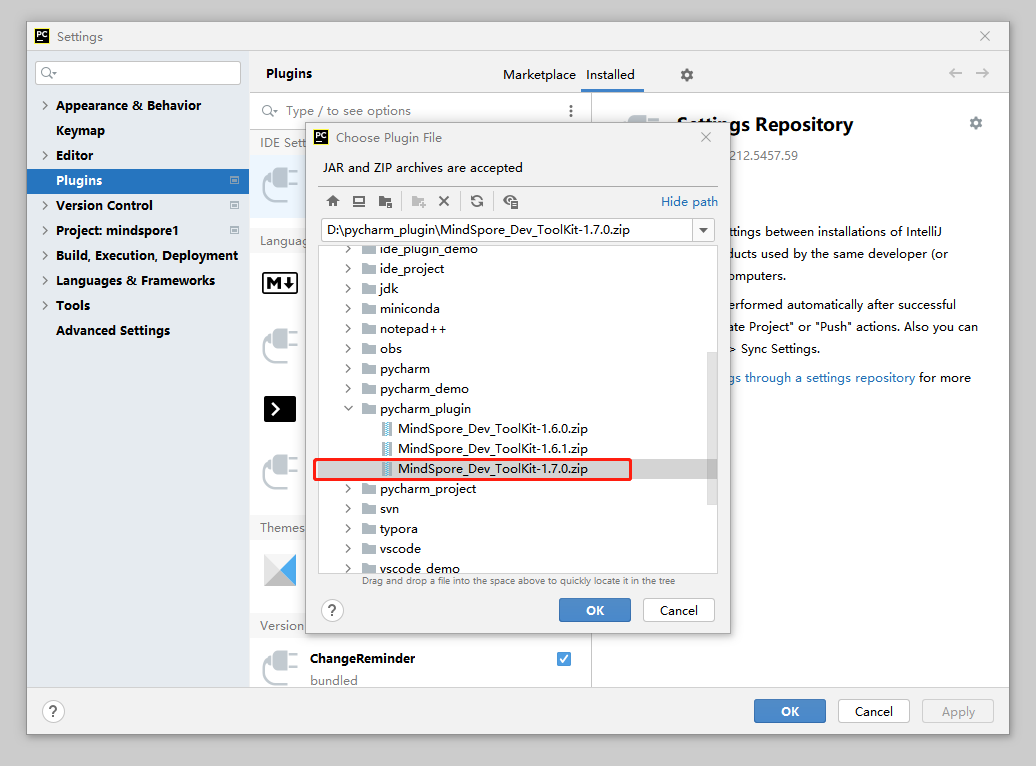 PC Settings
Appearance & Behavior
Keymap
Editor
Plugins
Version Control
Project: mindspore1
Build, Execution, Deployment
Languages & Frameworks
Tools
Advanced Settings
Plugins
Marketplace
Installed
Type / to see options
IDE Sett
Languag
M
Themes
Version
ChangeReminder
bundled
Settings Repository
212.5457.59
ttings between installations of IntelliJ
ducts used by the same developer (or
omputers.
erformed automatically after successful
ate Project" or "Push" actions. Also you can
> Sync Settings.
gs through a settings repository for more
PC Choose Plugin File
JAR and ZIP archives are accepted
Hide path
D:\pycharm_plugin\MindSpore_Dev_ToolKit-1.7.0.zip
ide_plugin_demo
ide_project
jdk
miniconda
notepad++
obs
pycharm
pycharm_demo
pycharm_plugin
MindSpore_Dev_ToolKit-1.6.0.zip
MindSpore_Dev_ToolKit-1.6.1.zip
MindSpore_Dev_ToolKit-1.7.0.zip
pycharm_project
svn
typora
vscode
vscode_demo
Drag and drop a file into the space above to quickly locate it in the tree
?
OK
Cancel
?
OK
Cancel
Apply